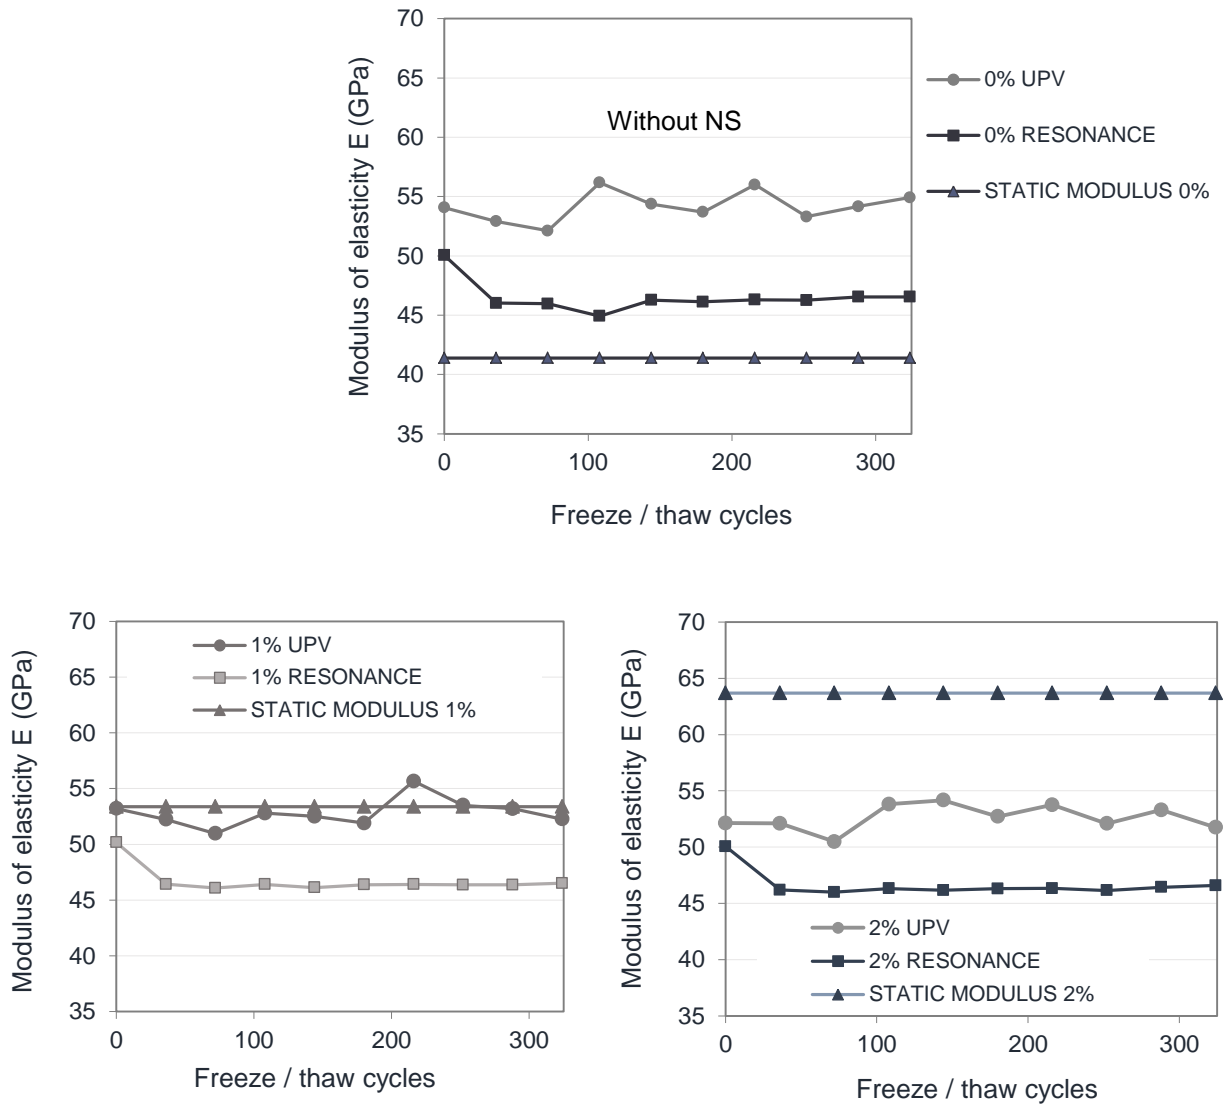 Modulus of elasticity E (GPa)
70
65
60
55
50
45
40
35
Without NS
0
100
200
300
Freeze / thaw cycles
0% UPV
0% RESONANCE
STATIC MODULUS 0%
Modulus of elasticity E (GPa)
70
65
60
55
50
45
40
35
1% UPV
1% RESONANCE
STATIC MODULUS 1%
0
100
200
300
Freeze / thaw cycles
Modulus of elasticity E (GPa)
70
65
60
55
50
45
40
35
2% UPV
2% RESONANCE
STATIC MODULUS 2%
0
100
200
300
Freeze / thaw cycles